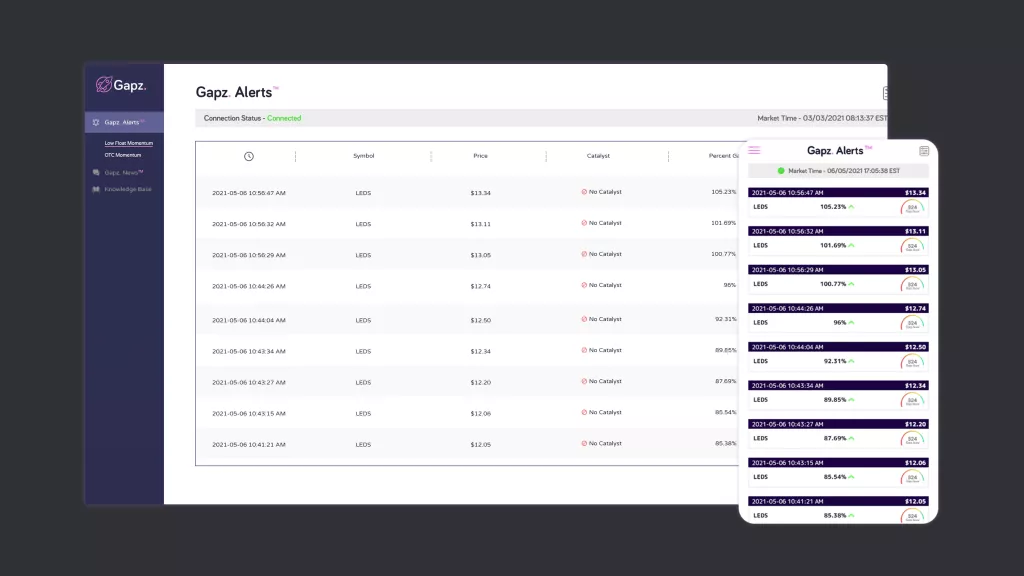 Gapz.
Gapz. Alerts™
Low Float Momentum
OTC Momentum
Gapz. News™
Knowledge Base
Gapz. Alerts™
Connection Status - Connected
Market Time - 03/03/2021 08:13:37 EST
Symbol Price Catalyst Percent Ga
2021-05-06 10:56:47 AM LEDS $13.34 No Catalyst 105.23%
2021-05-06 10:56:32 AM LEDS $13.11 No Catalyst 101.69%
2021-05-06 10:56:29 AM LEDS $13.05 No Catalyst 100.77%
2021-05-06 10:44:26 AM LEDS $12.74 No Catalyst 96%
2021-05-06 10:44:04 AM LEDS $12.50 No Catalyst 92.31%
2021-05-06 10:43:34 AM LEDS $12.34 No Catalyst 89.85%
2021-05-06 10:43:27 AM LEDS $12.20 No Catalyst 87.69%
2021-05-06 10:43:15 AM LEDS $12.06 No Catalyst 85.54%
2021-05-06 10:41:21 AM LEDS $12.05 No Catalyst 85.38%
Gapz. Alerts™
Market Time - 06/05/2021 17:05:38 EST
2021-05-06 10:56:47 AM $13.34
LEDS 105.23% 324
2021-05-06 10:56:32 AM $13.11
LEDS 101.69% 324
2021-05-06 10:56:29 AM $13.05
LEDS 100.77% 324
2021-05-06 10:44:26 AM $12.74
LEDS 96% 324
2021-05-06 10:44:04 AM $12.50
LEDS 92.31% 324
2021-05-06 10:43:34 AM $12.34
LEDS 89.85% 324
2021-05-06 10:43:27 AM $12.20
LEDS 87.69% 324
2021-05-06 10:43:15 AM $12.06
LEDS 85.54% 324
2021-05-06 10:41:21 AM $12.05
LEDS 85.38% 324